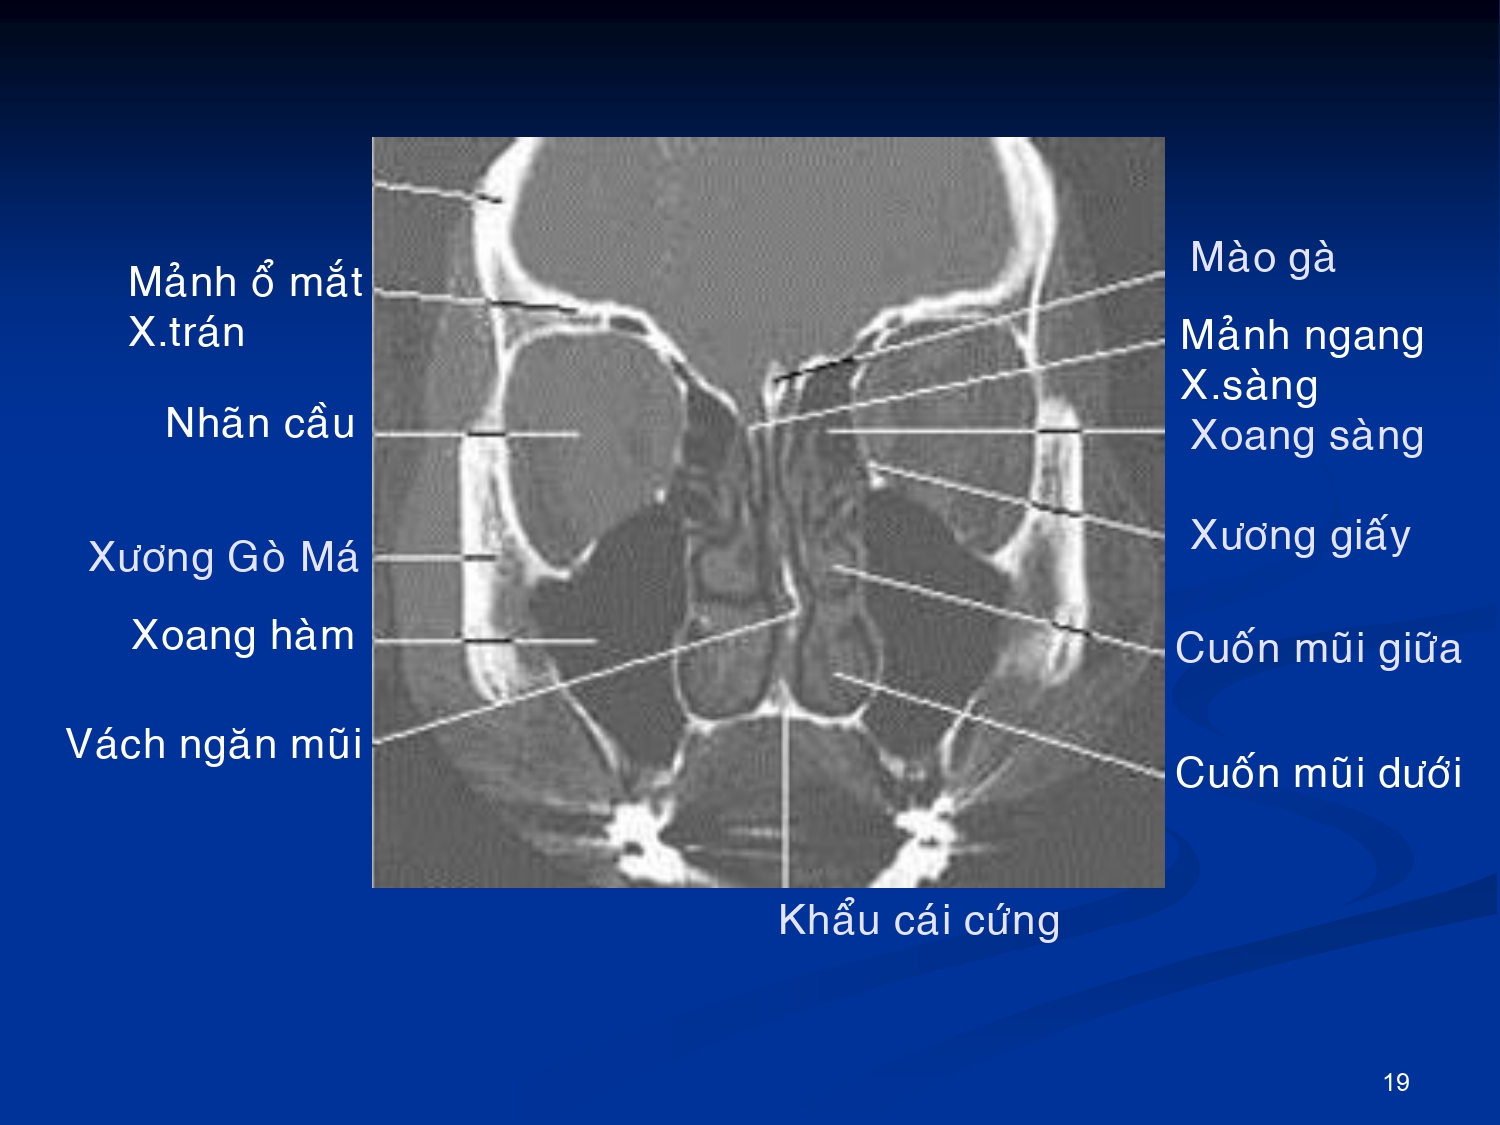 Mảnh ổ mắt
X.trán
Nhãn cầu
Xương Gò Má
Xoang hàm
Vách ngăn mũi
Mào gà
Mảnh ngang
X.sàng
Xoang sàng
Xương giấy
Cuốn mũi giữa
Cuốn mũi dưới
Khẩu cái cứng
19